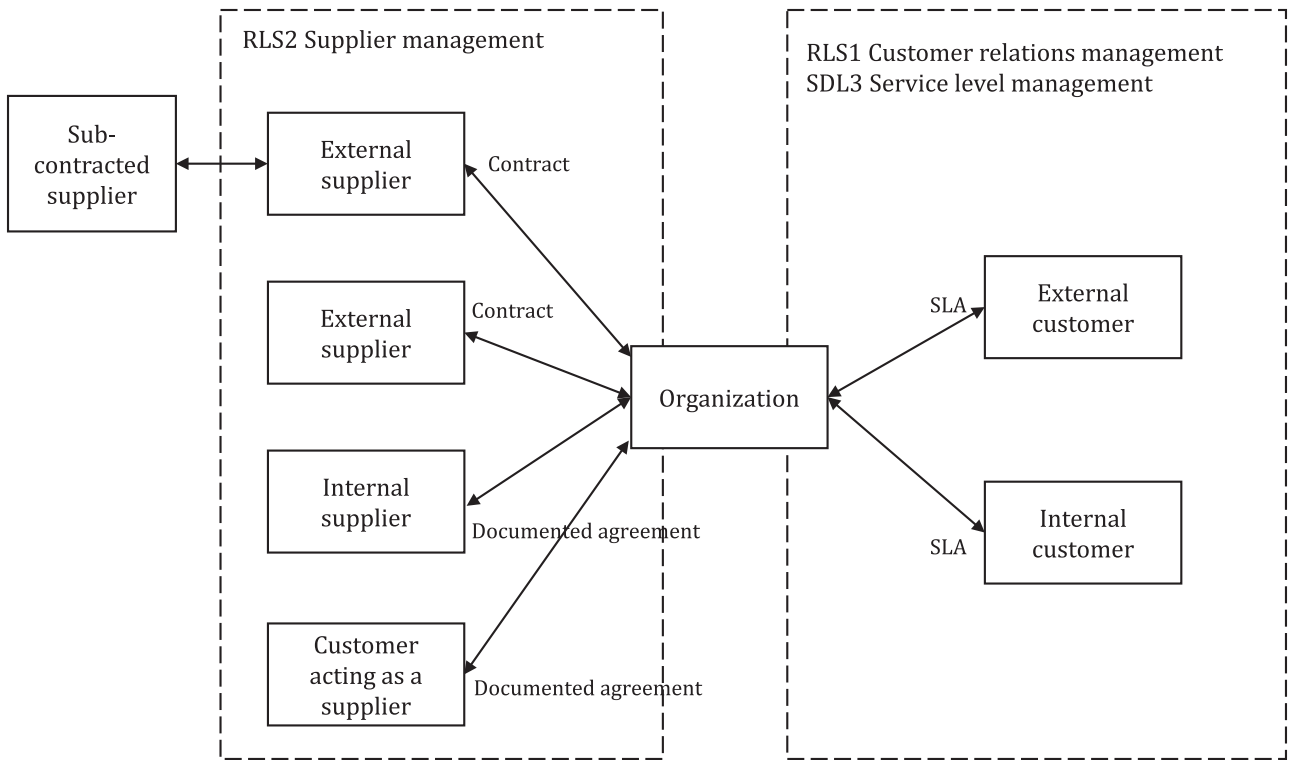 RLS2 Supplier management
RLS1 Customer relations management
SDL3 Service level management
Sub-
contracted
supplier
External
supplier
Contract
External
supplier
Contract
Internal
supplier
Documented agreement
Customer
acting as a
supplier
Documented agreement
Organization
SLA
External
customer
SLA
Internal
customer